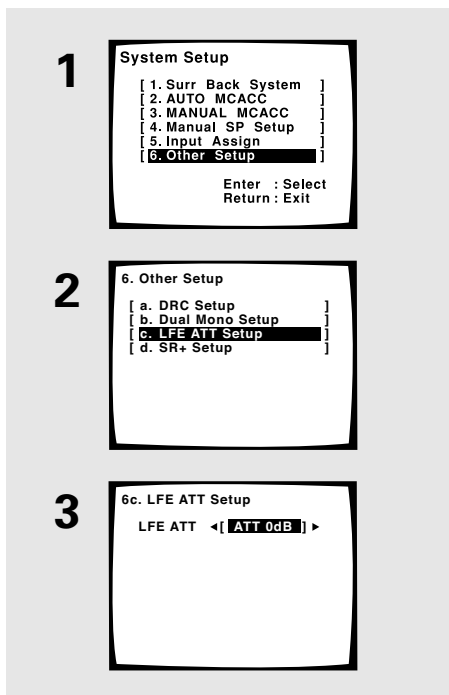 1
System Setup
[ 1. Surr Back System ]
[ 2. AUTO MCACC ]
[ 3. MANUAL MCACC ]
[ 4. Manual SP Setup ]
[ 5. Input Assign ]
[ 6. Other Setup ]
Enter : Select
Return : Exit
2
6. Other Setup
[ a. DRC Setup ]
[ b. Dual Mono Setup ]
[ c. LFE ATT Setup ]
[ d. SR+ Setup ]
3
6c. LFE ATT Setup
LFE ATT ◄[ ATT 0dB ]►